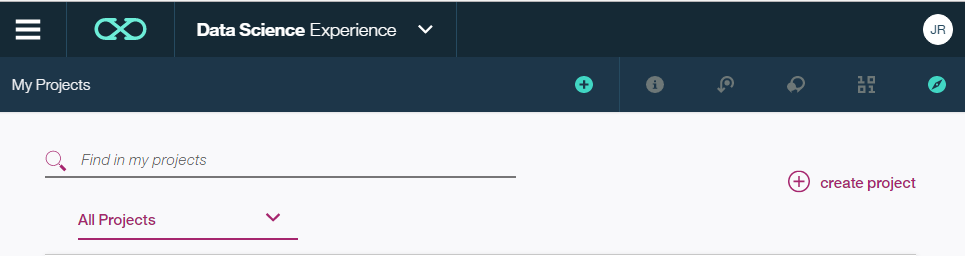 Data Science Experience
JR
My Projects
Find in my projects
create project
All Projects